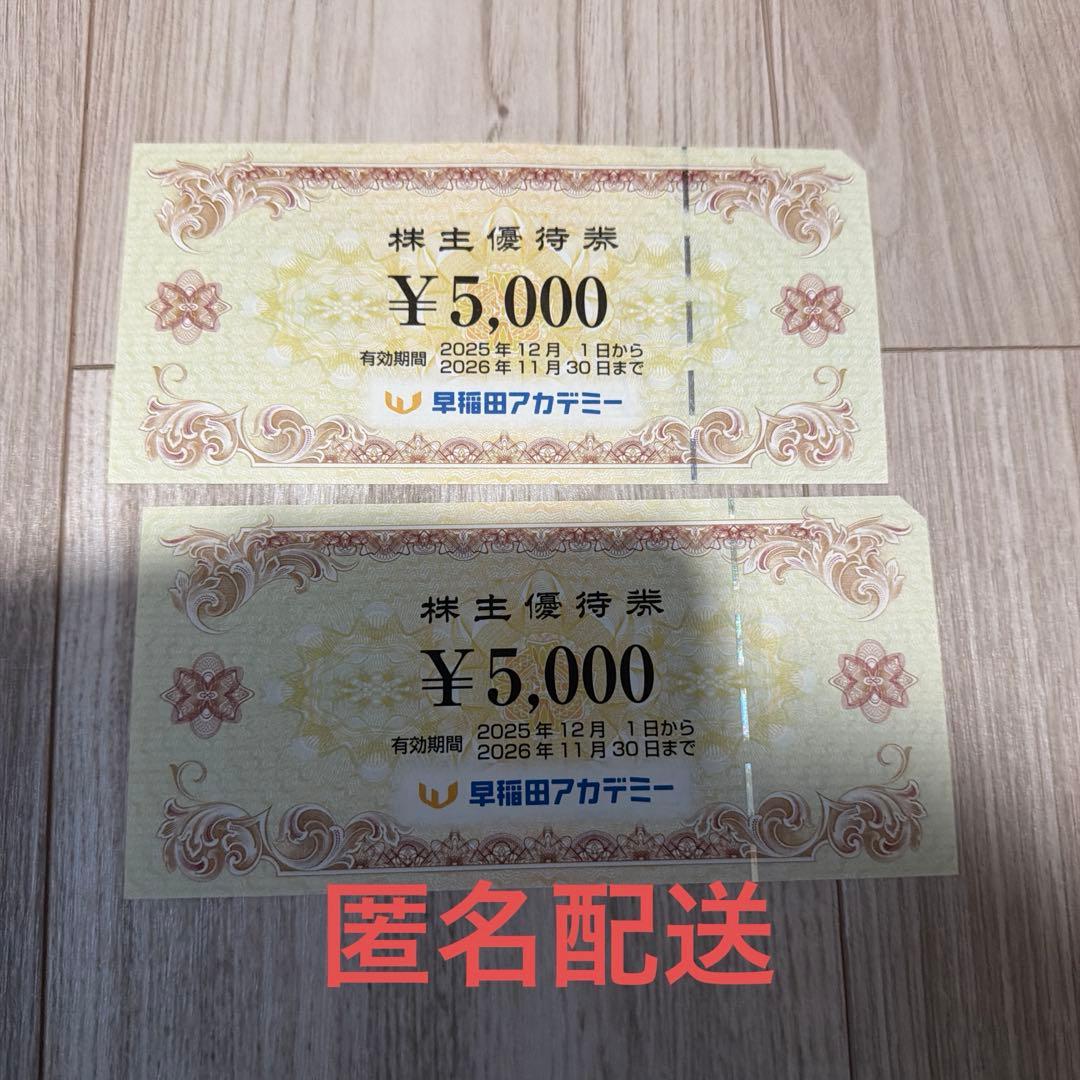 株主優待券
¥5,000
有効期間 2025年12月 1日から
2026年11月30日まで
早稲田アカデミー
株主優待券
¥5,000
有効期間 2025年12月 1日から
2026年11月30日まで
早稲田アカデミー
匿名配送